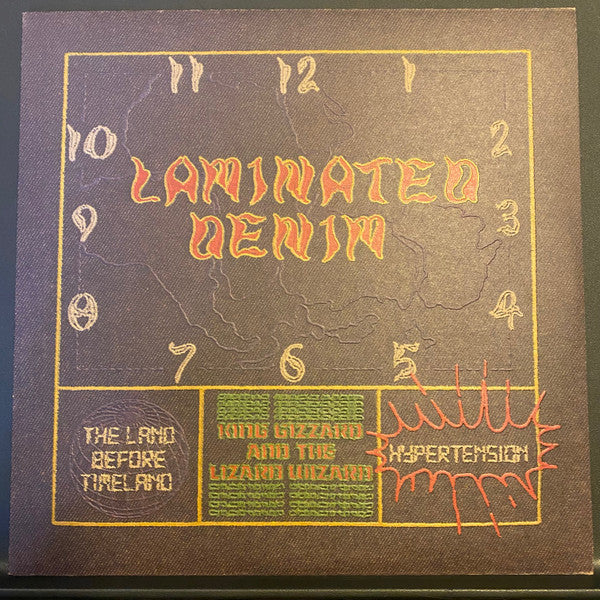 11 12 1
10 2
LAMINATED
DENIM
9 3
8 4
7 6 5
THE LAND
BEFORE
TIMELAND
KING GIZZARD
AND THE
LIZARD WIZARD
HYPERTENSION